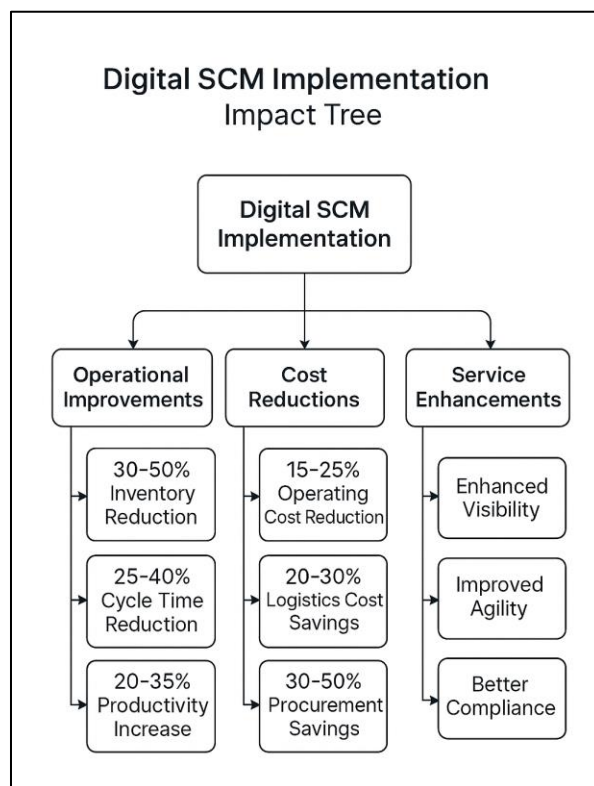 Digital SCM Implementation
Impact Tree
Digital SCM
Implementation
Operational
Improvements
30-50%
Inventory
Reduction
25-40%
Cycle Time
Reduction
20-35%
Productivity
Increase
Cost
Reductions
15-25%
Operating
Cost Reduction
20-30%
Logistics Cost
Savings
30-50%
Procurement
Savings
Service
Enhancements
Enhanced
Visibility
Improved
Agility
Better
Compliance